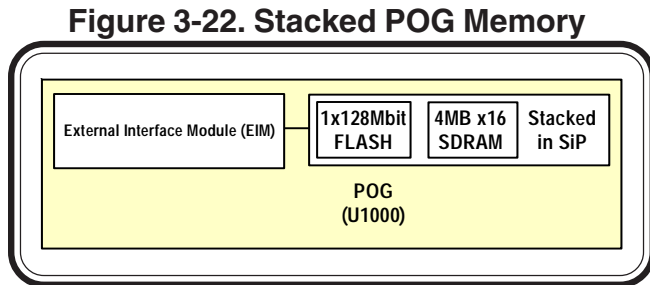 Figure 3-22. Stacked POG Memory
External Interface Module (EIM)
1x128Mbit
FLASH
4MB x16
SDRAM
Stacked
in SiP
POG
(U1000)